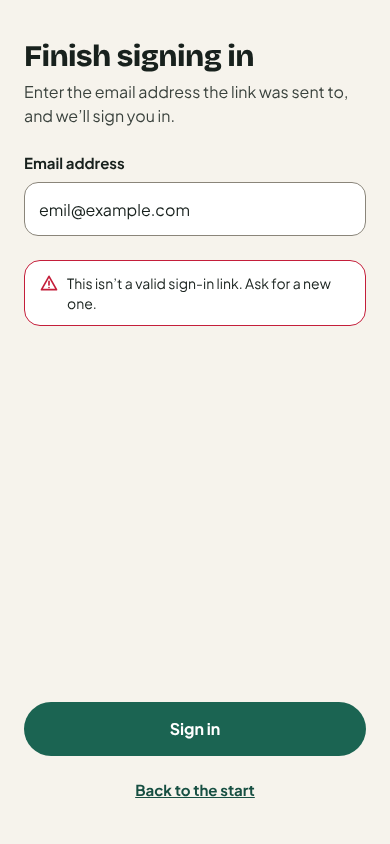 Finish signing in
Enter the email address the link was sent to,
and we’ll sign you in.
Email address
emil@example.com
This isn’t a valid sign-in link. Ask for a new
one.
Sign in
Back to the start